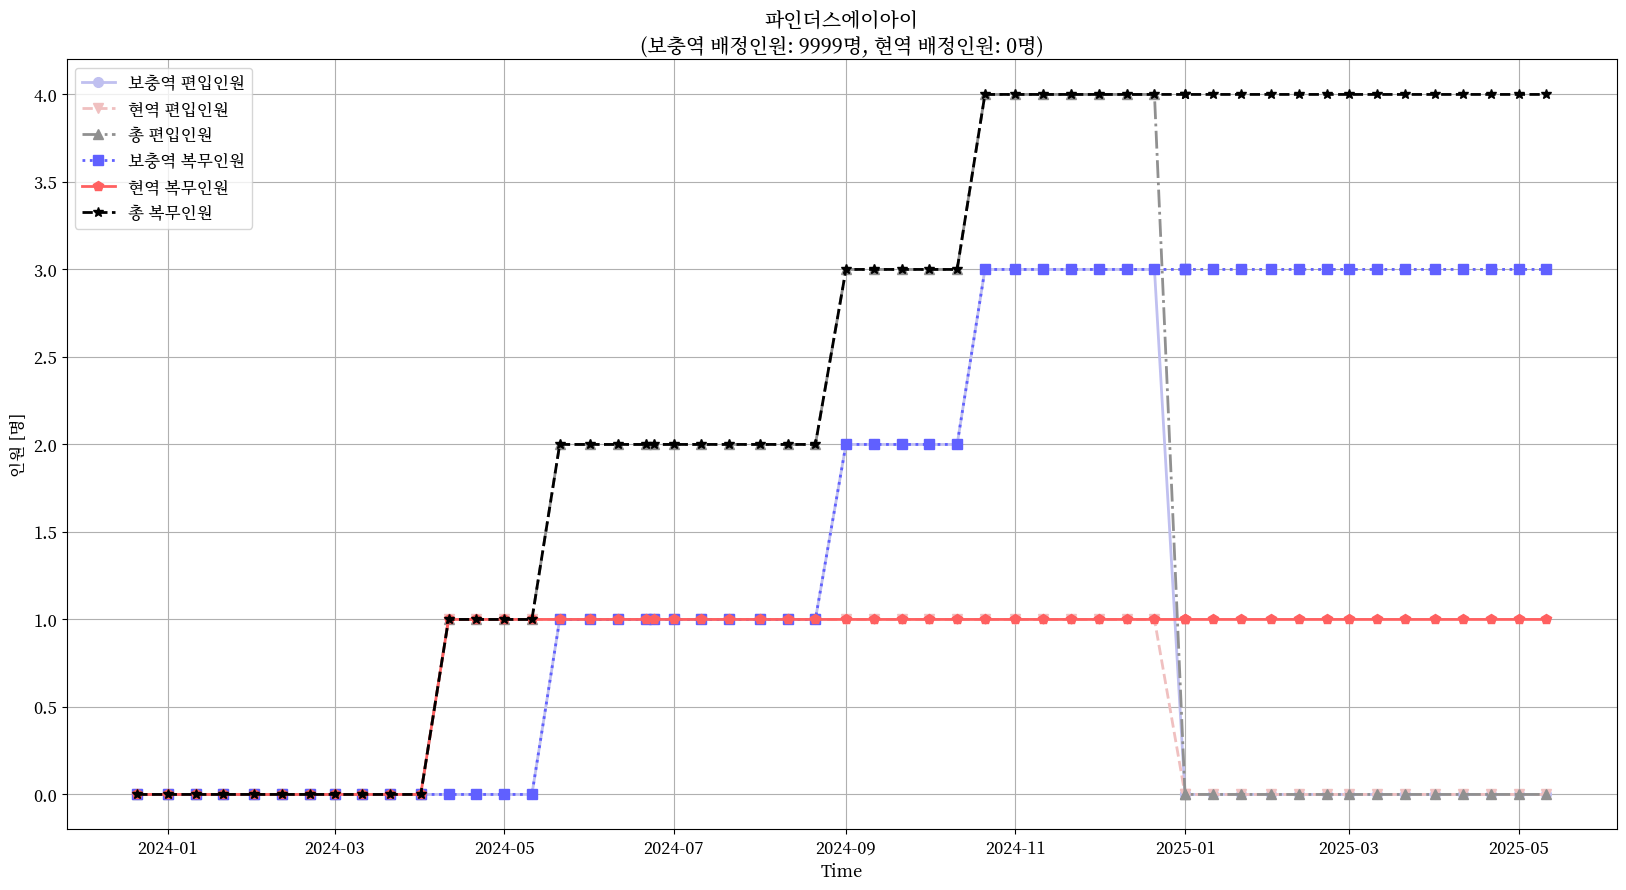 파인더스에이아이
(보충역 배정인원: 9999명, 현역 배정인원: 0명)
보충역 편입인원
현역 편입인원
총 편입인원
보충역 복무인원
현역 복무인원
총 복무인원
4.0
3.5
3.0
2.5
2.0
1.5
1.0
0.5
0.0
인원 [명]
2024-01 2024-03 2024-05 2024-07 2024-09 2024-11 2025-01 2025-03 2025-05
Time